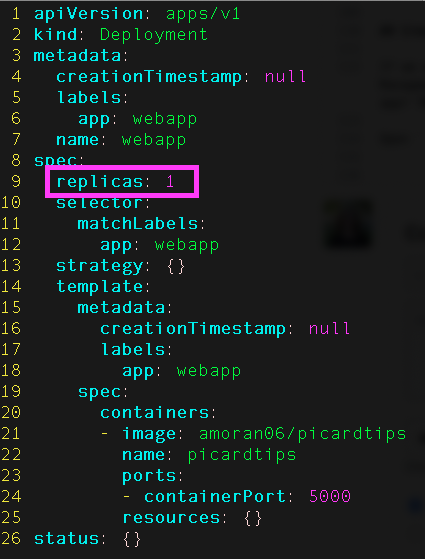 1 apiVersion: apps/v1
2 kind: Deployment
3 metadata:
4   creationTimestamp: null
5   labels:
6     app: webapp
7   name: webapp
8 spec:
9   replicas: 1
10   selector:
11     matchLabels:
12       app: webapp
13   strategy: {}
14   template:
15     metadata:
16       creationTimestamp: null
17       labels:
18         app: webapp
19     spec:
20       containers:
21       - image: amoran06/picardtips
22         name: picardtips
23         ports:
24         - containerPort: 5000
25         resources: {}
26 status: {}